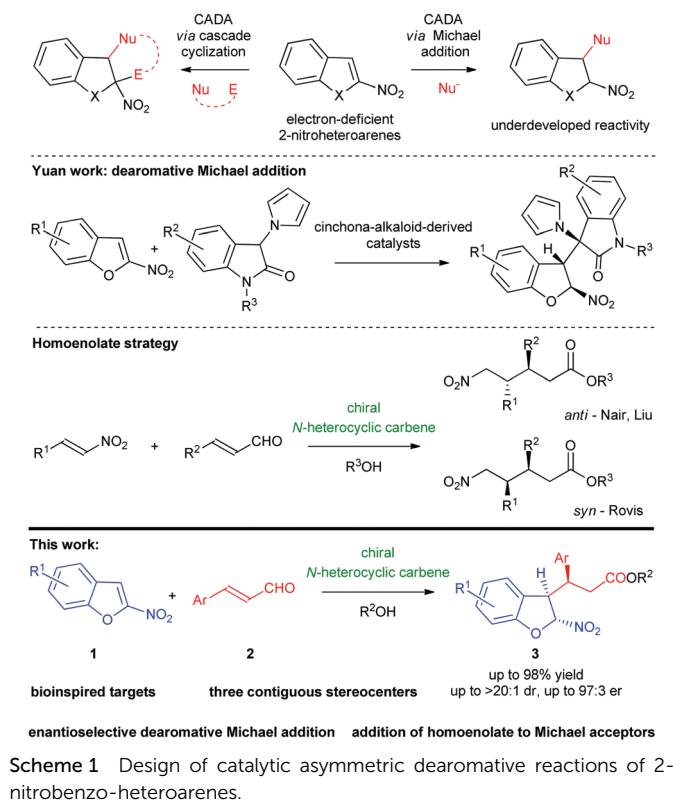 CADA
via cascade
cyclization
CADA
via Michael
addition
Nu
E
X
NO₂
Nu E
X
NO₂
Nu⁻
Nu
X
NO₂
electron-deficient
2-nitroheteroarenes
underdeveloped reactivity
Yuan work: dearomative Michael addition
R¹
O
NO₂
+
R²
N
O
N
R³
cinchona-alkaloid-derived
catalysts
R²
N
R¹
H
N
R³
O
O
NO₂
Homoenolate strategy
R¹
NO₂
+
R²
CHO
chiral
N-heterocyclic carbene
R³OH
R²
O
O₂N
OR³
R¹
anti - Nair, Liu
R²
O
O₂N
OR³
R¹
syn - Rovis
This work:
R¹
O
NO₂
+
Ar
CHO
chiral
N-heterocyclic carbene
R²OH
Ar
H
COOR²
R¹
O
NO₂
1
2
3
up to 98% yield
up to >20:1 dr, up to 97:3 er
bioinspired targets
three contiguous stereocenters
enantioselective dearomative Michael addition
addition of homoenolate to Michael acceptors
Scheme 1 Design of catalytic asymmetric dearomative reactions of 2-
nitrobenzo-heteroarenes.